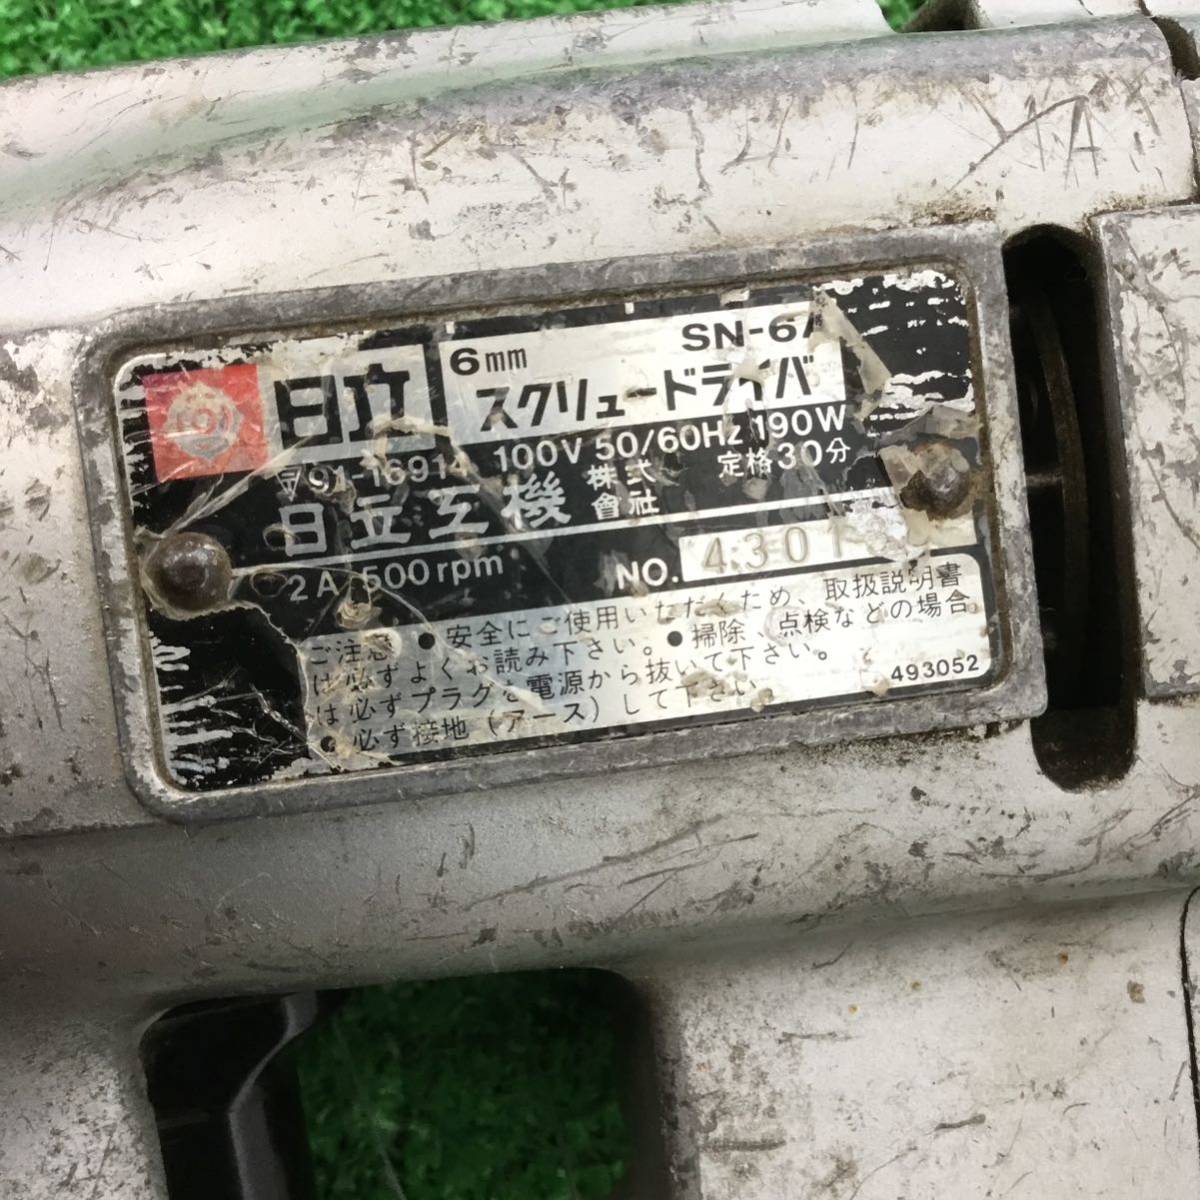 6mm
スクリュードライバ
日立
100V 50/60Hz 190W
▽91-16914
株式會社
定格30分
日立工機
2A 500rpm
NO.
ご注意 ●安全にご使用いただくため、取扱説明書
は必ずよくお読み下さい。●掃除、点検などの場合
は必ずプラグを電源から抜いて下さい。
●必ず接地(アース)して下さい
493052